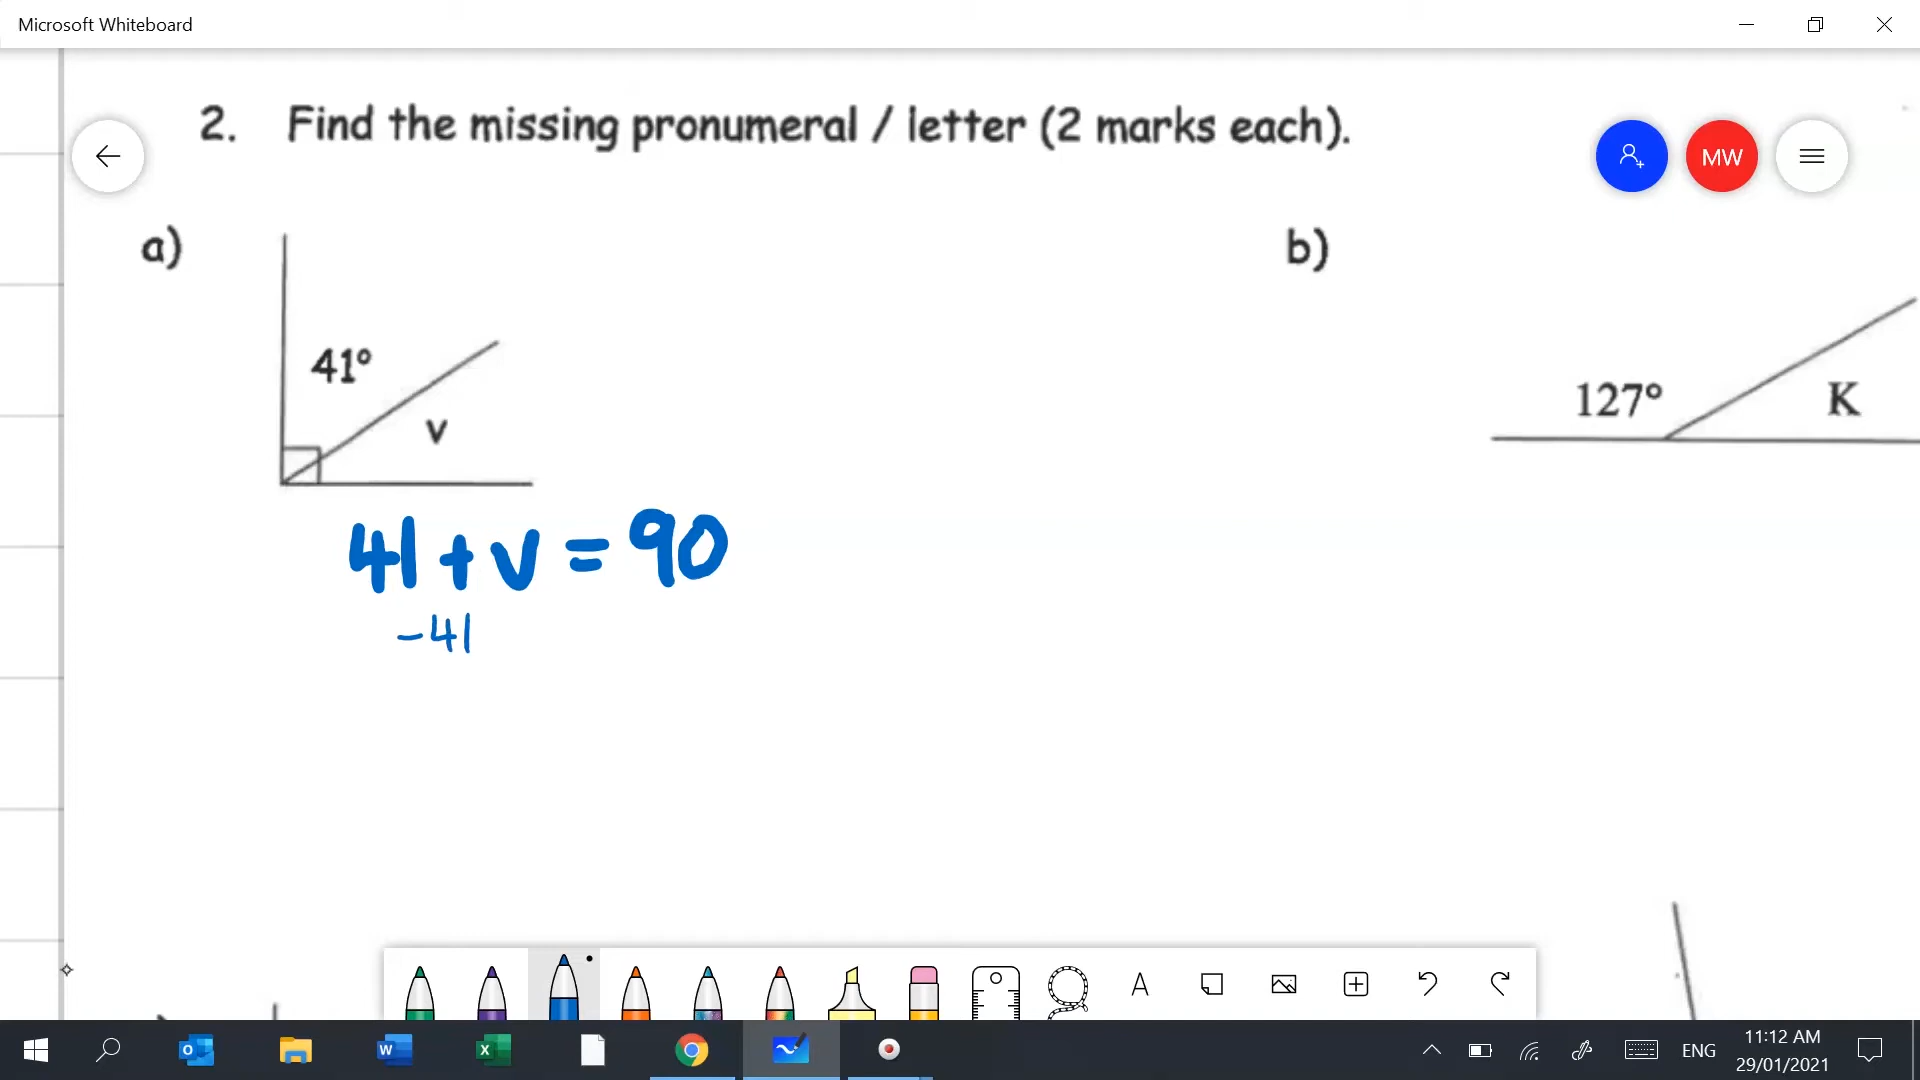 Microsoft Whiteboard
2. Find the missing pronumeral / letter (2 marks each).
MW
a)
41°
v
41 + v = 90
-41
b)
127°
K
A
ENG
11:12 AM
29/01/2021